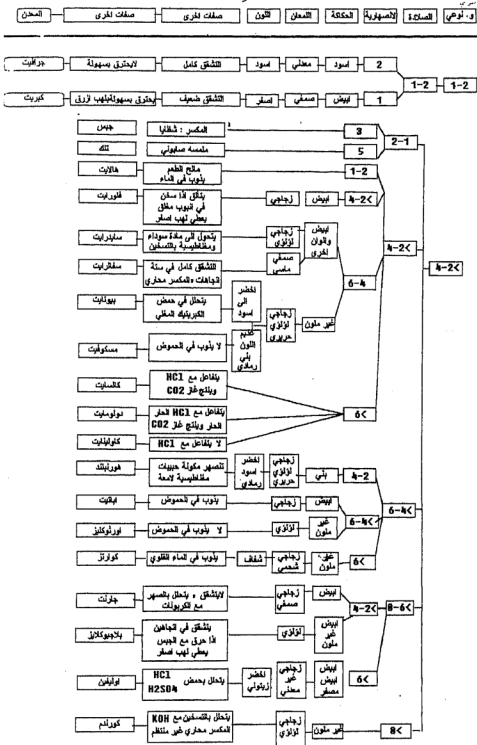 المعدن صفات اخرى صفات اخرى اللون اللمعان الحكاكة الانصهارية الصلادة و. نوعي
جرافيت لايحترق بسهولة التشقق كامل اسود معدني اسود 2 1-2 1-2
كبريت يحترق بسهولة بلهب ازرق التشقق ضعيف اصفر صمغي ابيض 1
جبس المكسر : شظايا 3 2-1
تلك ملمسه صابوني 5
هالايت مالح الطعم 1-2
يذوب في الماء
فلورايت يتألق اذا سخن زجاجي ابيض 4-2<
في انبوب مغلق
يعطي لهب اصفر
سايدرايت يتحول الى مادة سوداء زجاجي ابيض
ومغناطيسية بالتسخين لؤلؤي والوان
اخرى
4-2< 4-2<
سفالرايت التشقق كامل في ستة صمغي
اتجاهات والمكسر محاري ماسي
6-4
بيوتايت يتحلل في حمض اخضر
الكبريتيك المغلي الى
اسود
زجاجي غير ملون
لؤلؤي
حريري
مسكوفيت لا يذوب في الحموض عديم
اللون
بني
رمادي
كالسايت يتفاعل مع HCl
وينتج غاز CO2
دولومايت يتفاعل مع HCl الحار 6<
الحار وينتج غاز CO2
كاولينايت لا يتفاعل مع HCl
هورنبلند تنصهر مكونة حبيبات اخضر زجاجي بني 4-2
مغناطيسية لامعة اسود لؤلؤي
رمادي حريري
اباتيت يذوب في الحموض زجاجي ابيض 6-4<
اورثوكليز لا يذوب في الحموض لؤلؤي غير 6-4<
ملون
كوارتز يذوب في الماء القلوي شفاف زجاجي غير 6<
شحمي ملون
جارنت لايتشقق ، يتحلل بالصهر زجاجي ابيض
مع الكربونات صمغي
4-2< 8-6<
بلاجيوكلايز يتشقق في اتجاهين لؤلؤي ابيض
اذا حرق مع الجبس غير
يعطي لهب اصفر ملون
اوليفين يتحلل بحمض HCl اخضر زجاجي ابيض 6<
H2SO4 زيتوني غير ابيض
معدني مصفر
كورندم يتحلل بالتسخين مع KOH زجاجي غير ملون 8<
المكسر محاري غير منتظم لؤلؤي